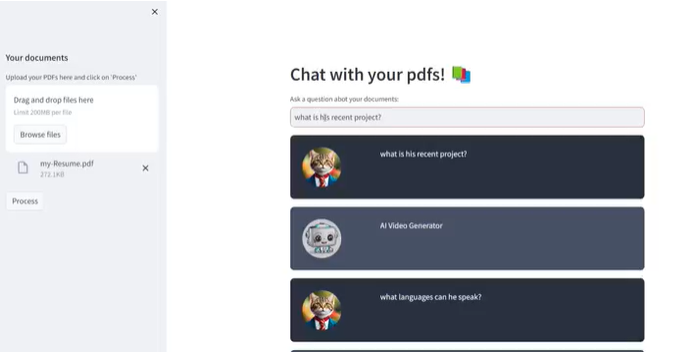 ×
Your documents
Upload your PDFs here and click on 'Process'
Drag and drop files here
Limit 200MB per file
Browse files
my-Resume.pdf
272.1KB
×
Process
Chat with your pdfs!
Ask a question abot your documents:
what is his recent project?
what is his recent project?
AI Video Generator
what languages can he speak?